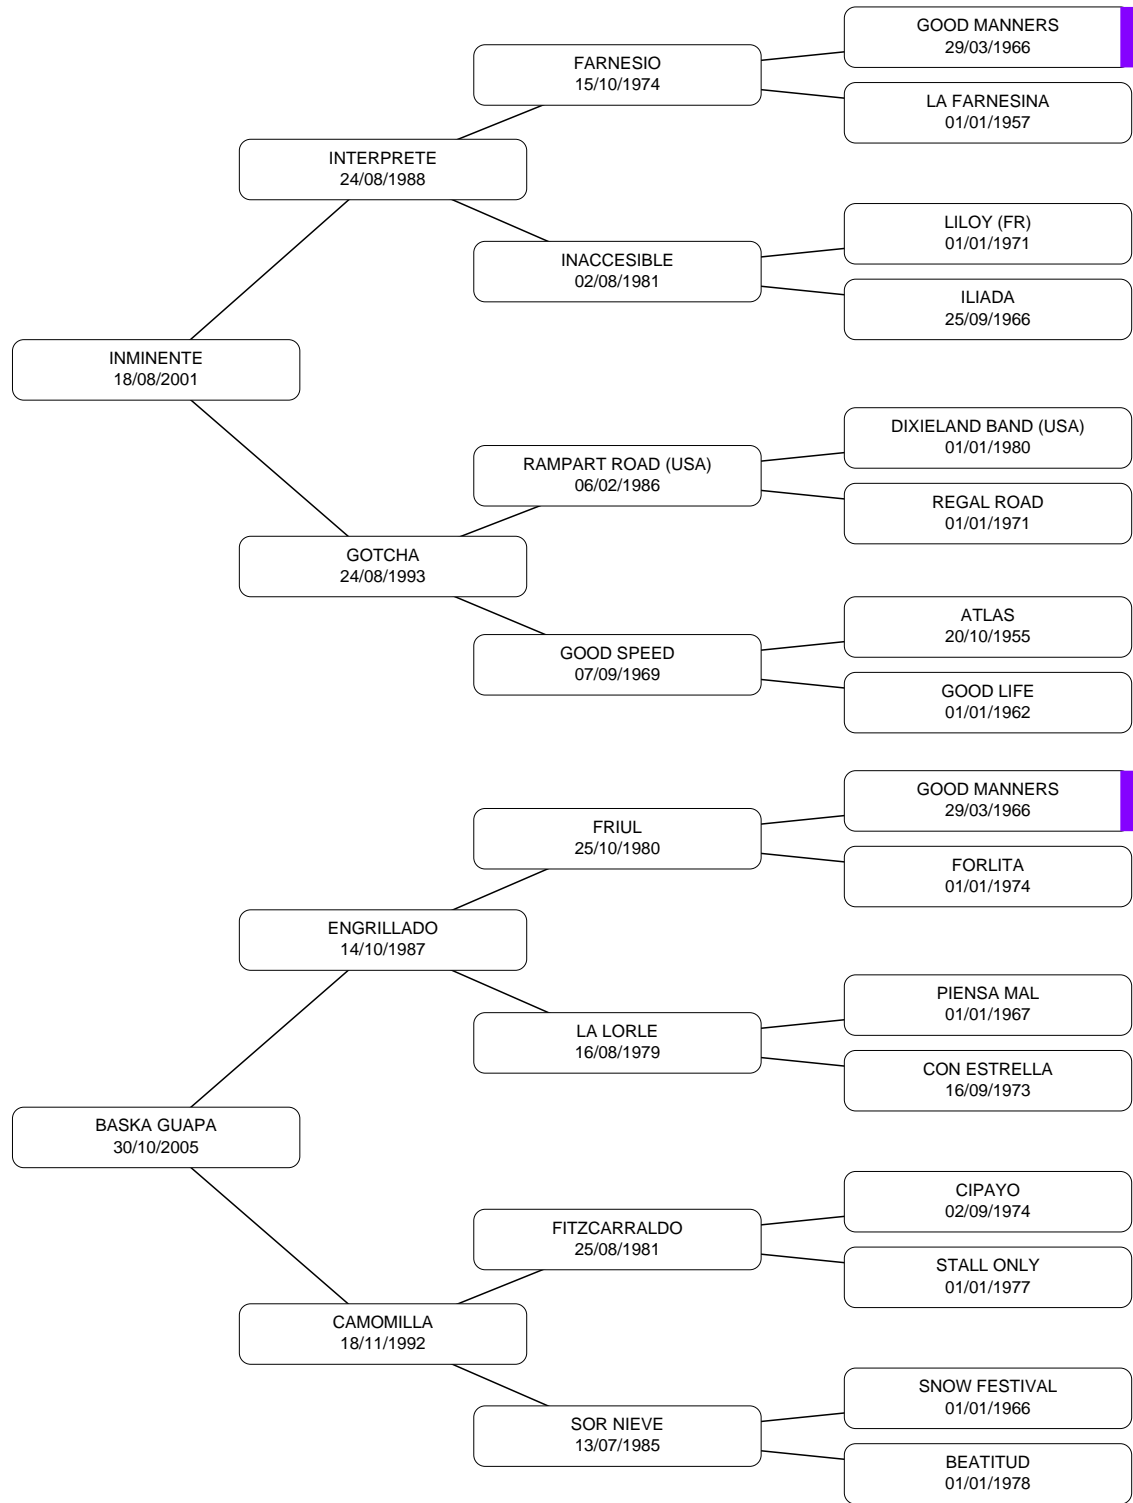 GOOD MANNERS
29/03/1966
FARNESIO
15/10/1974
LA FARNESINA
01/01/1957
INTERPRETE
24/08/1988
LILOY (FR)
01/01/1971
INACCESIBLE
02/08/1981
ILIADA
25/09/1966
INMINENTE
18/08/2001
DIXIELAND BAND (USA)
01/01/1980
RAMPART ROAD (USA)
06/02/1986
REGAL ROAD
01/01/1971
GOTCHA
24/08/1993
ATLAS
20/10/1955
GOOD SPEED
07/09/1969
GOOD LIFE
01/01/1962
GOOD MANNERS
29/03/1966
FRIUL
25/10/1980
FORLITA
01/01/1974
ENGRILLADO
14/10/1987
PIENSA MAL
01/01/1967
LA LORLE
16/08/1979
CON ESTRELLA
16/09/1973
BASKA GUAPA
30/10/2005
CIPAYO
02/09/1974
FITZCARRALDO
25/08/1981
STALL ONLY
01/01/1977
CAMOMILLA
18/11/1992
SNOW FESTIVAL
01/01/1966
SOR NIEVE
13/07/1985
BEATITUD
01/01/1978